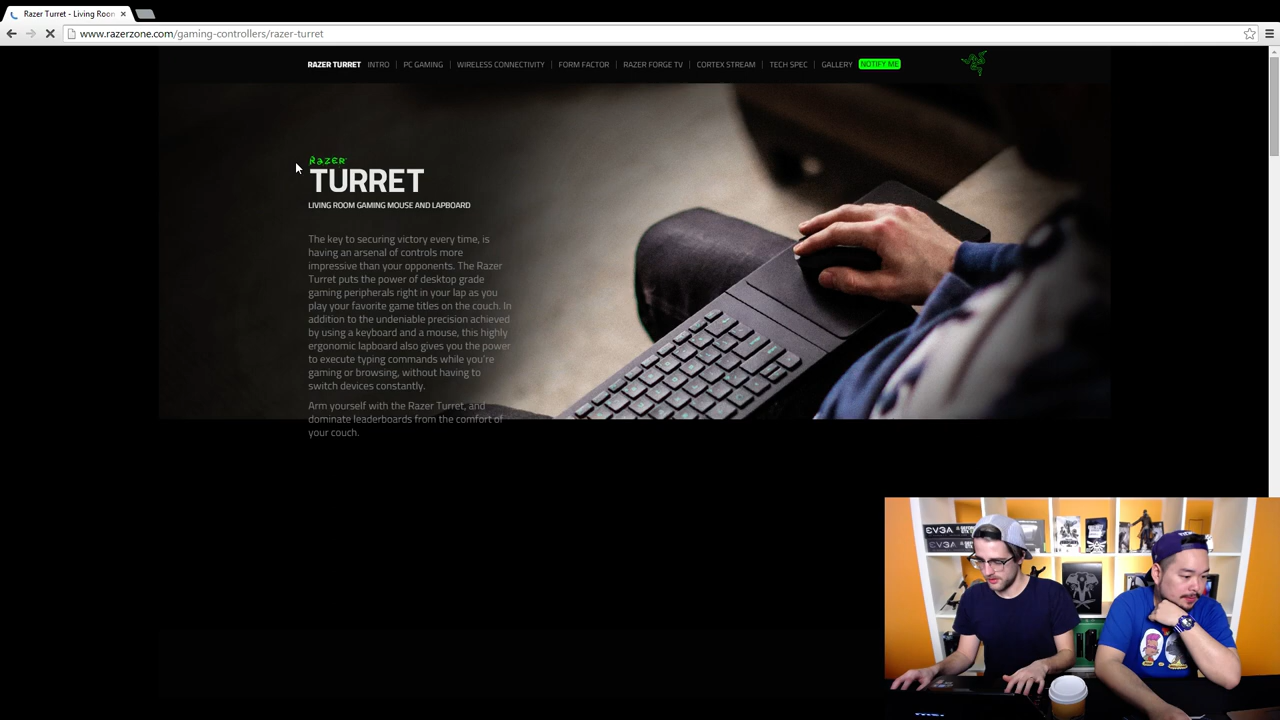 Razer Turret - Living Room
www.razerzone.com/gaming-controllers/razer-turret
RAZER TURRET INTRO PC GAMING WIRELESS CONNECTIVITY FORM FACTOR RAZER FORGE TV CORTEX STREAM TECH SPEC GALLERY NOTIFY ME
RAZER
TURRET
LIVING ROOM GAMING MOUSE AND LAPBOARD
The key to securing victory every time, is
having an arsenal of controls more
impressive than your opponents. The Razer
Turret puts the power of desktop grade
gaming peripherals right in your lap as you
play your favorite game titles on the couch. In
addition to the undeniable precision achieved
by using a keyboard and a mouse, this highly
ergonomic lapboard also gives you the power
to execute typing commands while you're
gaming or browsing, without having to
switch devices constantly.
Arm yourself with the Razer Turret, and
dominate leaderboards from the comfort of
your couch.
EVGA
EVGA